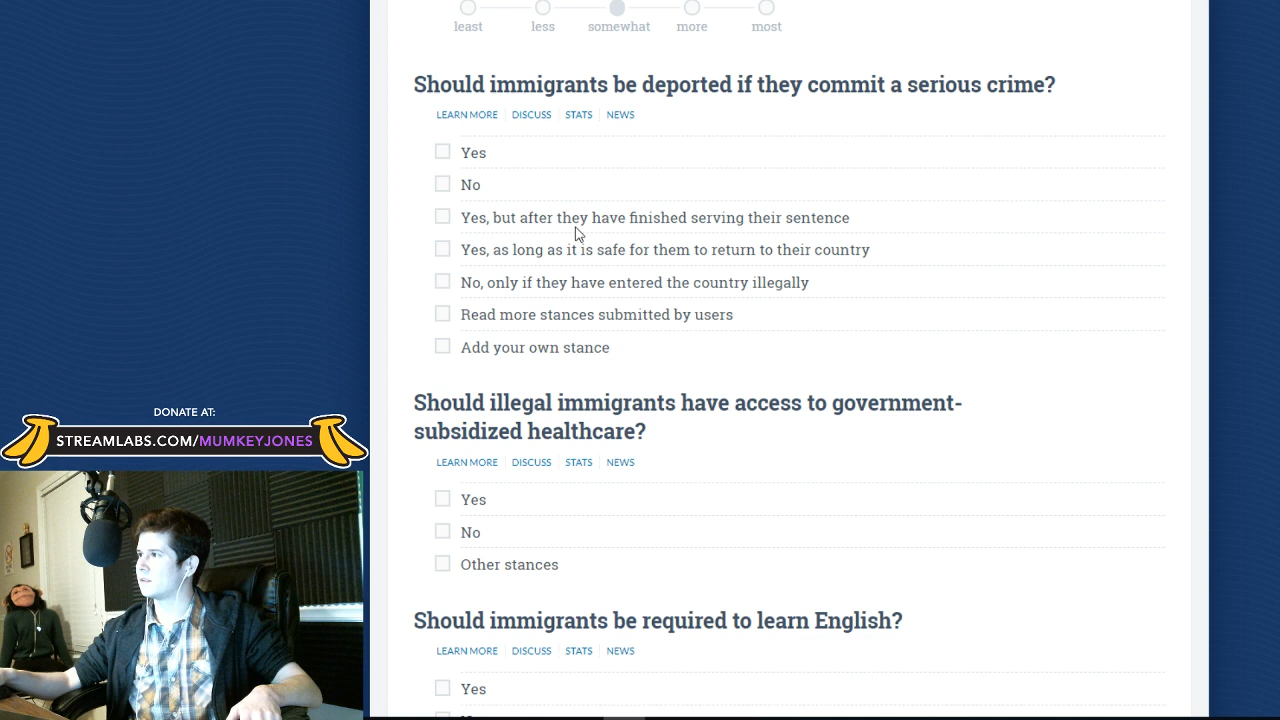 least less somewhat more most
Should immigrants be deported if they commit a serious crime?
LEARN MORE DISCUSS STATS NEWS
Yes
No
Yes, but after they have finished serving their sentence
Yes, as long as it is safe for them to return to their country
No, only if they have entered the country illegally
Read more stances submitted by users
Add your own stance
Should illegal immigrants have access to government-
subsidized healthcare?
LEARN MORE DISCUSS STATS NEWS
Yes
No
Other stances
Should immigrants be required to learn English?
LEARN MORE DISCUSS STATS NEWS
Yes
DONATE AT:
STREAMLABS.COM/MUMKEYJONES